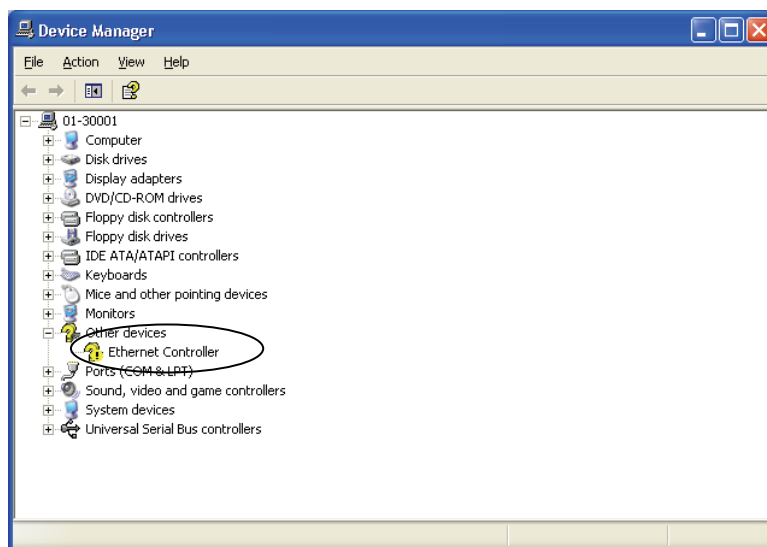 Device Manager
File Action View Help
01-30001
Computer
Disk drives
Display adapters
DVD/CD-ROM drives
Floppy disk controllers
Floppy disk drives
IDE ATA/ATAPI controllers
Keyboards
Mice and other pointing devices
Monitors
Other devices
Ethernet Controller
Ports (COM & LPT)
Sound, video and game controllers
System devices
Universal Serial Bus controllers